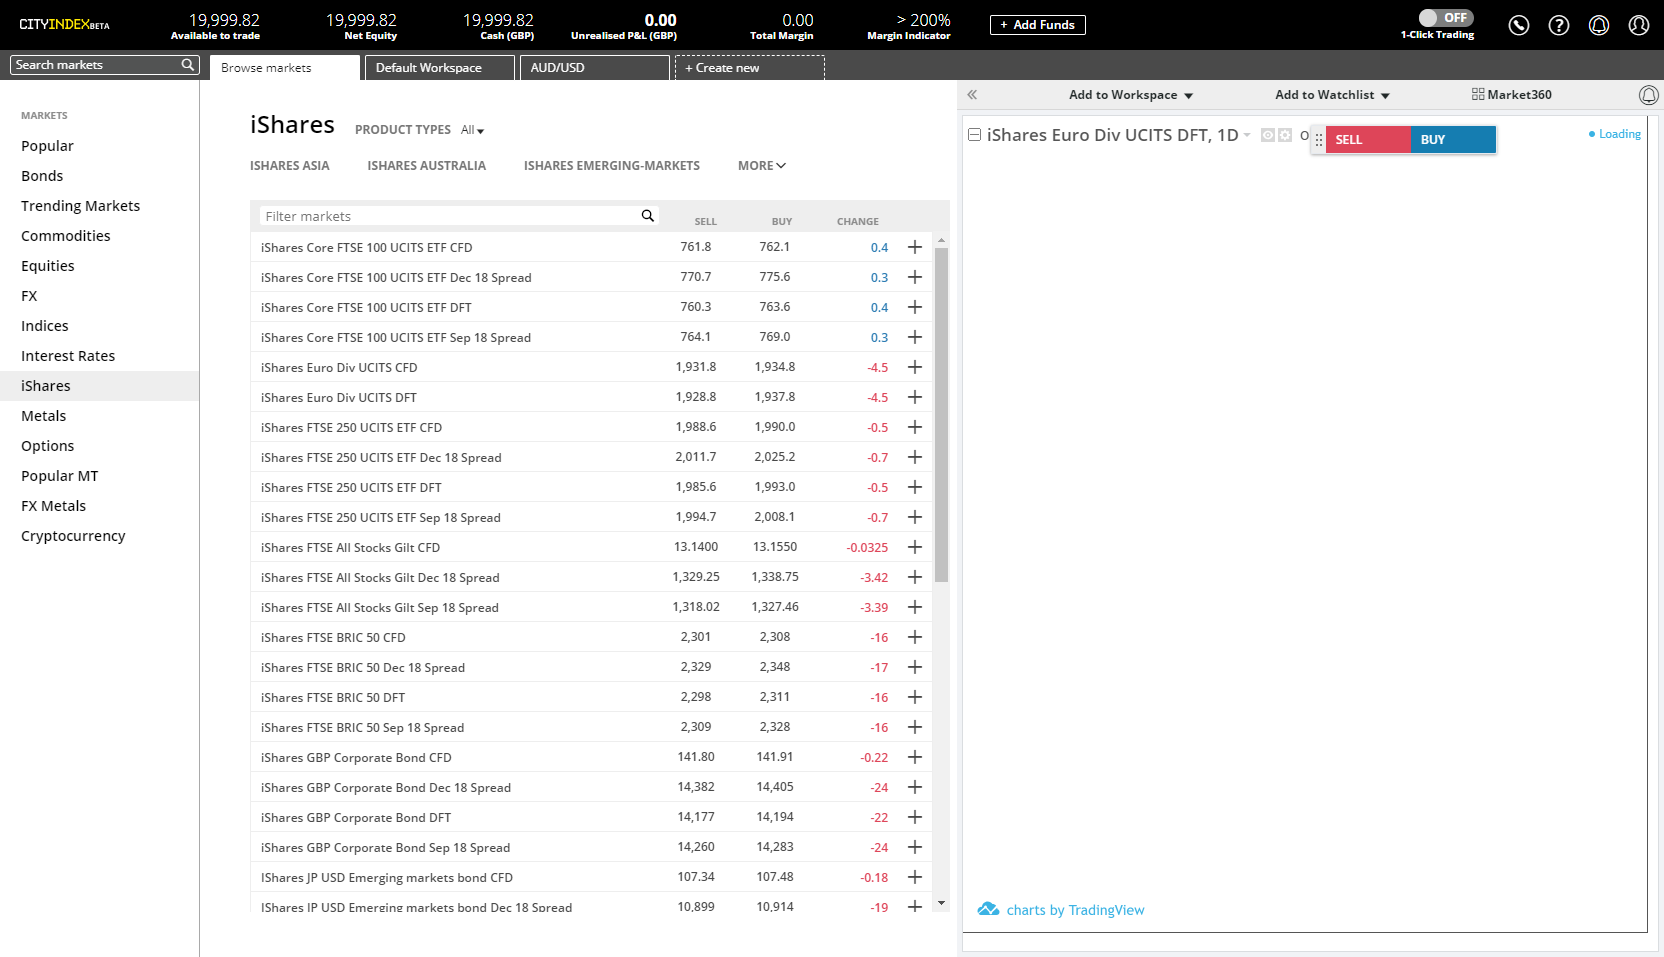 CITYINDEXBETA
19,999.82
Available to trade
19,999.82
Net Equity
19,999.82
Cash (GBP)
0.00
Unrealised P&L (GBP)
0.00
Total Margin
> 200%
Margin Indicator
+ Add Funds
OFF
1-Click Trading
Search markets
Browse markets
Default Workspace
AUD/USD
+ Create new
MARKETS
Popular
Bonds
Trending Markets
Commodities
Equities
FX
Indices
Interest Rates
iShares
Metals
Options
Popular MT
FX Metals
Cryptocurrency
iShares PRODUCT TYPES All
ISHARES ASIA ISHARES AUSTRALIA ISHARES EMERGING-MARKETS MORE
Filter markets SELL BUY CHANGE
iShares Core FTSE 100 UCITS ETF CFD 761.8 762.1 0.4
iShares Core FTSE 100 UCITS ETF Dec 18 Spread 770.7 775.6 0.3
iShares Core FTSE 100 UCITS ETF DFT 760.3 763.6 0.4
iShares Core FTSE 100 UCITS ETF Sep 18 Spread 764.1 769.0 0.3
iShares Euro Div UCITS CFD 1,931.8 1,934.8 -4.5
iShares Euro Div UCITS DFT 1,928.8 1,937.8 -4.5
iShares FTSE 250 UCITS ETF CFD 1,988.6 1,990.0 -0.5
iShares FTSE 250 UCITS ETF Dec 18 Spread 2,011.7 2,025.2 -0.7
iShares FTSE 250 UCITS ETF DFT 1,985.6 1,993.0 -0.5
iShares FTSE 250 UCITS ETF Sep 18 Spread 1,994.7 2,008.1 -0.7
iShares FTSE All Stocks Gilt CFD 13.1400 13.1550 -0.0325
iShares FTSE All Stocks Gilt Dec 18 Spread 1,329.25 1,338.75 -3.42
iShares FTSE All Stocks Gilt Sep 18 Spread 1,318.02 1,327.46 -3.39
iShares FTSE BRIC 50 CFD 2,301 2,308 -16
iShares FTSE BRIC 50 Dec 18 Spread 2,329 2,348 -17
iShares FTSE BRIC 50 DFT 2,298 2,311 -16
iShares FTSE BRIC 50 Sep 18 Spread 2,309 2,328 -16
iShares GBP Corporate Bond CFD 141.80 141.91 -0.22
iShares GBP Corporate Bond Dec 18 Spread 14,382 14,405 -24
iShares GBP Corporate Bond DFT 14,177 14,194 -22
iShares GBP Corporate Bond Sep 18 Spread 14,260 14,283 -24
IShares JP USD Emerging markets bond CFD 107.34 107.48 -0.18
IShares JP USD Emerging markets bond Dec 18 Spread 10,899 10,914 -19
Add to Workspace Add to Watchlist Market360
iShares Euro Div UCITS DFT, 1D O SELL BUY Loading
charts by TradingView